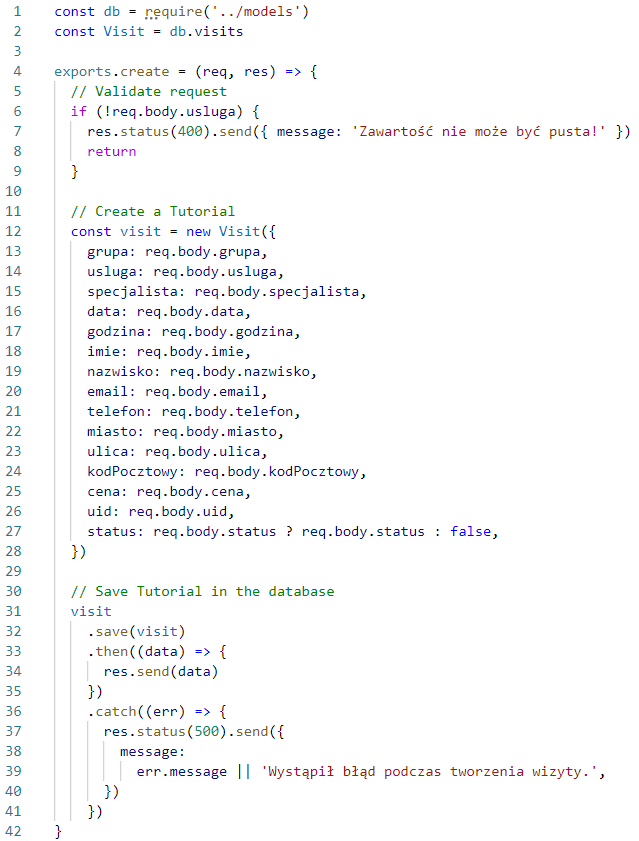 1 const db = require('../models')
2 const Visit = db.visits
3
4 exports.create = (req, res) => {
5 // Validate request
6 if (!req.body.usluga) {
7 res.status(400).send({ message: 'Zawartość nie może być pusta!' })
8 return
9 }
10
11 // Create a Tutorial
12 const visit = new Visit({
13 grupa: req.body.grupa,
14 usluga: req.body.usluga,
15 specjalista: req.body.specjalista,
16 data: req.body.data,
17 godzina: req.body.godzina,
18 imie: req.body.imie,
19 nazwisko: req.body.nazwisko,
20 email: req.body.email,
21 telefon: req.body.telefon,
22 miasto: req.body.miasto,
23 ulica: req.body.ulica,
24 kodPocztowy: req.body.kodPocztowy,
25 cena: req.body.cena,
26 uid: req.body.uid,
27 status: req.body.status ? req.body.status : false,
28 })
29
30 // Save Tutorial in the database
31 visit
32 .save(visit)
33 .then((data) => {
34 res.send(data)
35 })
36 .catch((err) => {
37 res.status(500).send({
38 message:
39 err.message || 'Wystąpił błąd podczas tworzenia wizyty.',
40 })
41 })
42 }